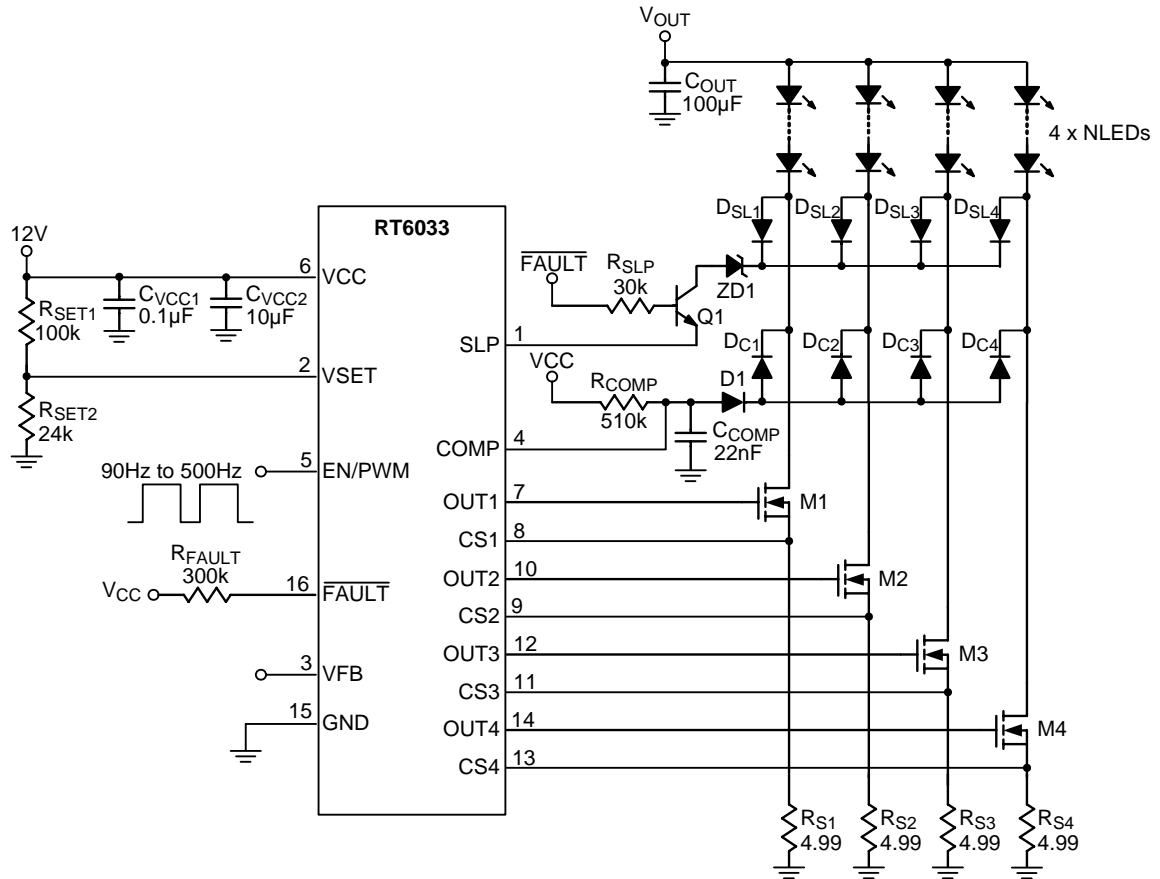 VOUT
COUT
100µF
4 x NLEDs
DSL1
DSL2
DSL3
DSL4
RT6033
12V
6
VCC
FAULT
RSLP
30k
ZD1
CVCC1
0.1µF
CVCC2
10µF
RSET1
100k
Q1
1
SLP
DC1
DC2
DC3
DC4
2
VSET
VCC
RCOMP
510k
D1
RSET2
24k
4
COMP
CCOMP
22nF
90Hz to 500Hz
5
EN/PWM
OUT1
7
M1
CS1
8
RFAULT
300k
OUT2
10
M2
VCC
16
FAULT
CS2
9
OUT3
12
M3
3
VFB
CS3
11
15
GND
OUT4
14
M4
CS4
13
RS1
4.99
RS2
4.99
RS3
4.99
RS4
4.99